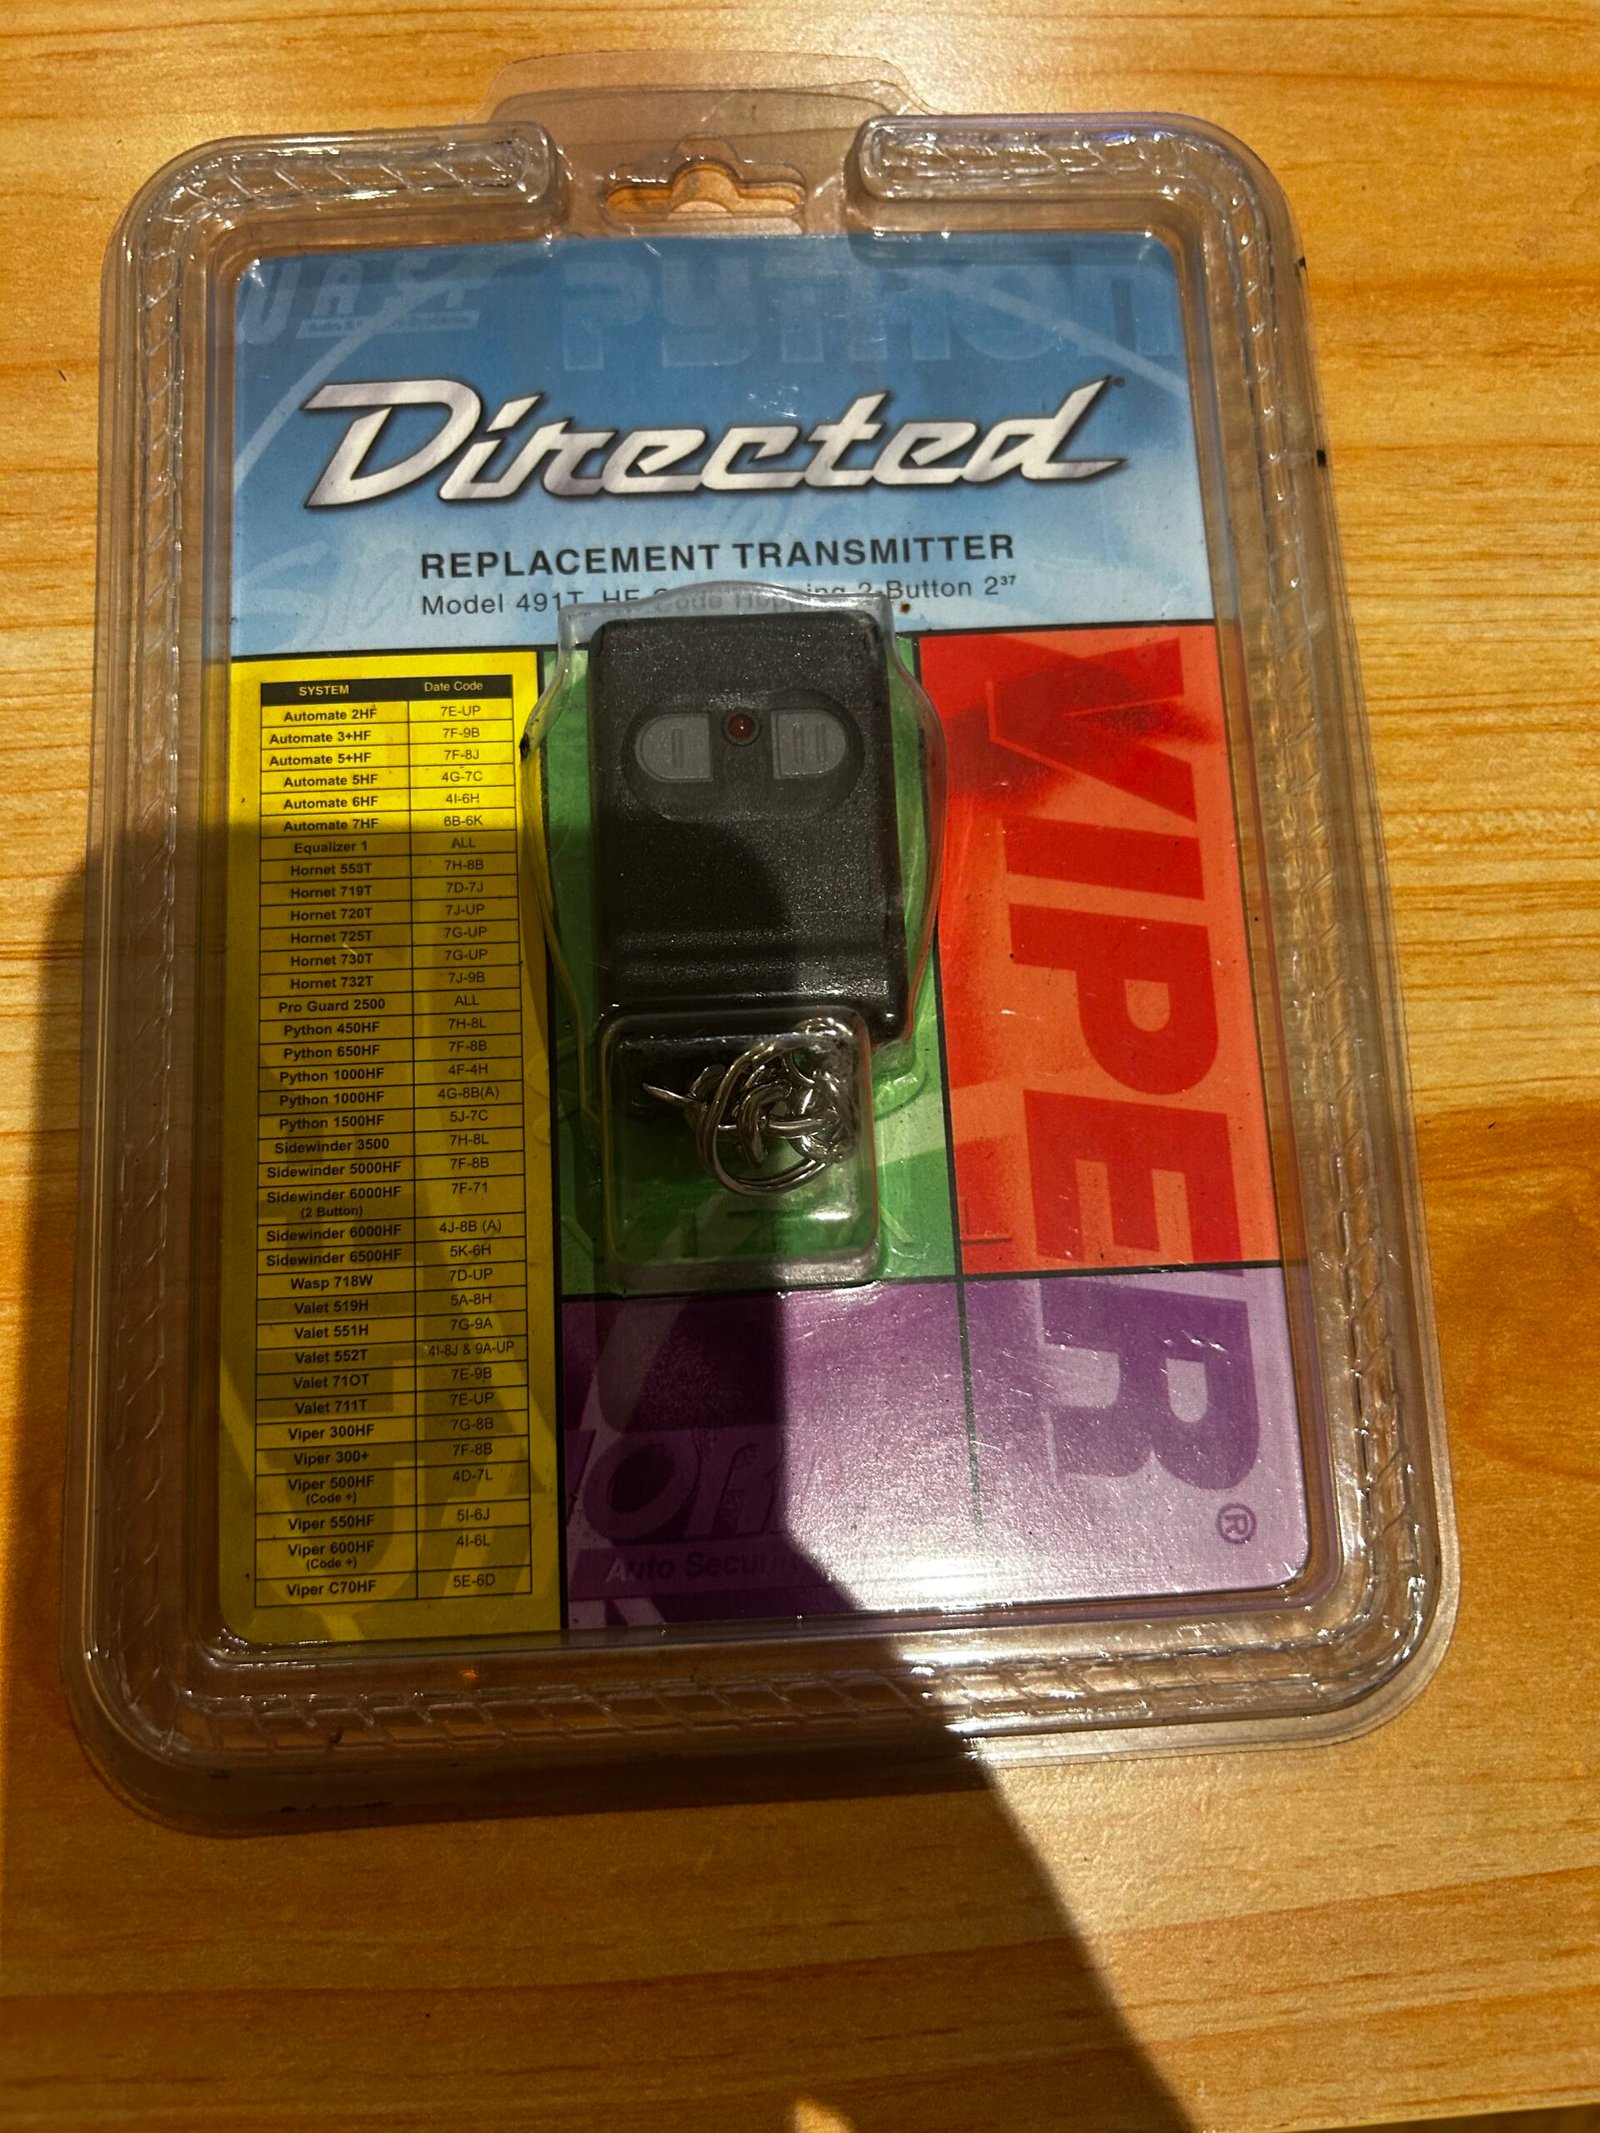 PYTHON
Directed®
REPLACEMENT TRANSMITTER
Model 491T, HF Code Hopping 2-Button 2³⁷
SYSTEM Date Code
Automate 2HF 7E-UP
Automate 3+HF 7F-9B
Automate 5+HF 7F-8J
Automate 5HF 4G-7C
Automate 6HF 4I-6H
Automate 7HF 6B-6K
Equalizer 1 ALL
Hornet 553T 7H-8B
Hornet 719T 7D-7J
Hornet 720T 7J-UP
Hornet 725T 7G-UP
Hornet 730T 7G-UP
Hornet 732T 7J-9B
Pro Guard 2500 ALL
Python 450HF 7H-8L
Python 650HF 7F-8B
Python 1000HF 4F-4H
Python 1000HF 4G-8B(A)
Python 1500HF 5J-7C
Sidewinder 3500 7H-8L
Sidewinder 5000HF 7F-8B
Sidewinder 6000HF 7F-71
(2 Button)
Sidewinder 6000HF 4J-8B (A)
Sidewinder 6500HF 5K-6H
Wasp 718W 7D-UP
Valet 519H 5A-8H
Valet 551H 7G-9A
Valet 552T 4I-8J & 9A-UP
Valet 71OT 7E-9B
Valet 711T 7E-UP
Viper 300HF 7G-8B
Viper 300+ 7F-8B
Viper 500HF 4D-7L
(Code +)
Viper 550HF 5I-6J
Viper 600HF 4I-6L
(Code +)
Viper C70HF 5E-6D
I II
VIPER®
Auto